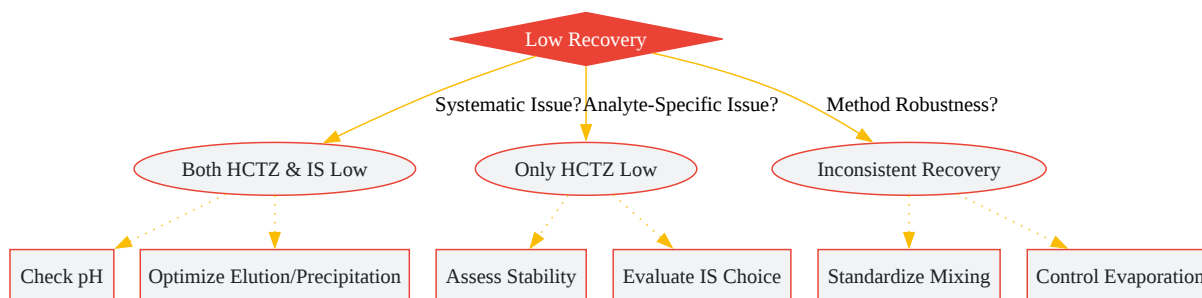 Low Recovery
Systematic Issue?
Analyte-Specific Issue?
Method Robustness?
Both HCTZ & IS Low
Only HCTZ Low
Inconsistent Recovery
Check pH
Optimize Elution/Precipitation
Assess Stability
Evaluate IS Choice
Standardize Mixing
Control Evaporation